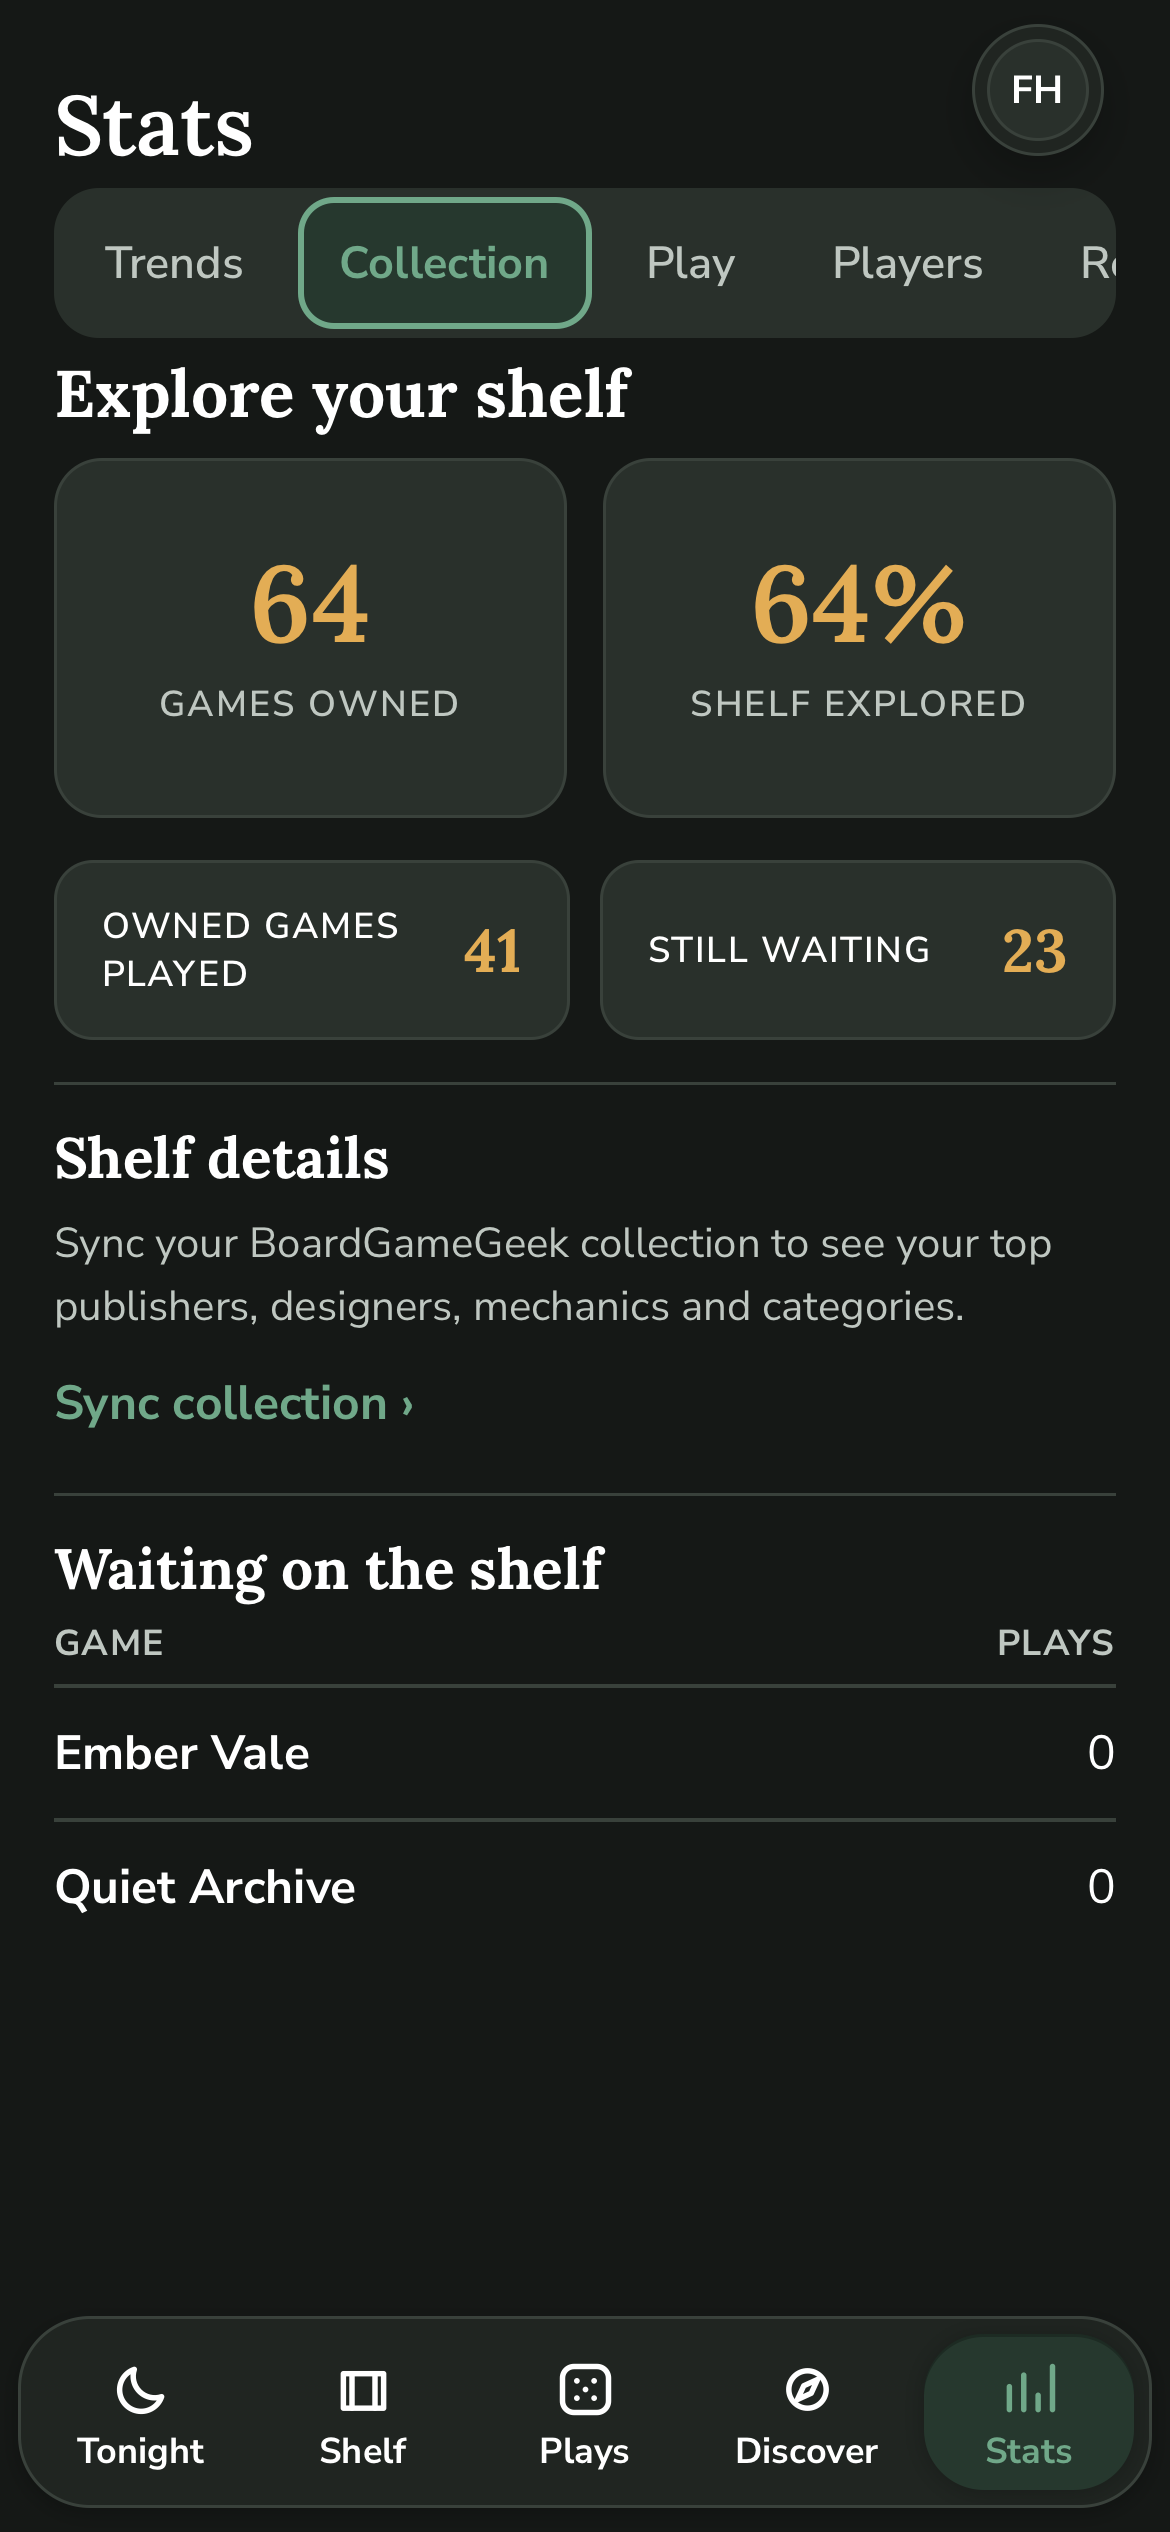 FH
Stats
Trends Collection Play Players
Explore your shelf
64 64%
GAMES OWNED SHELF EXPLORED
OWNED GAMES
PLAYED
41
STILL WAITING 23
Shelf details
Sync your BoardGameGeek collection to see your top
publishers, designers, mechanics and categories.
Sync collection ›
Waiting on the shelf
GAME PLAYS
Ember Vale 0
Quiet Archive 0
Tonight Shelf Plays Discover Stats